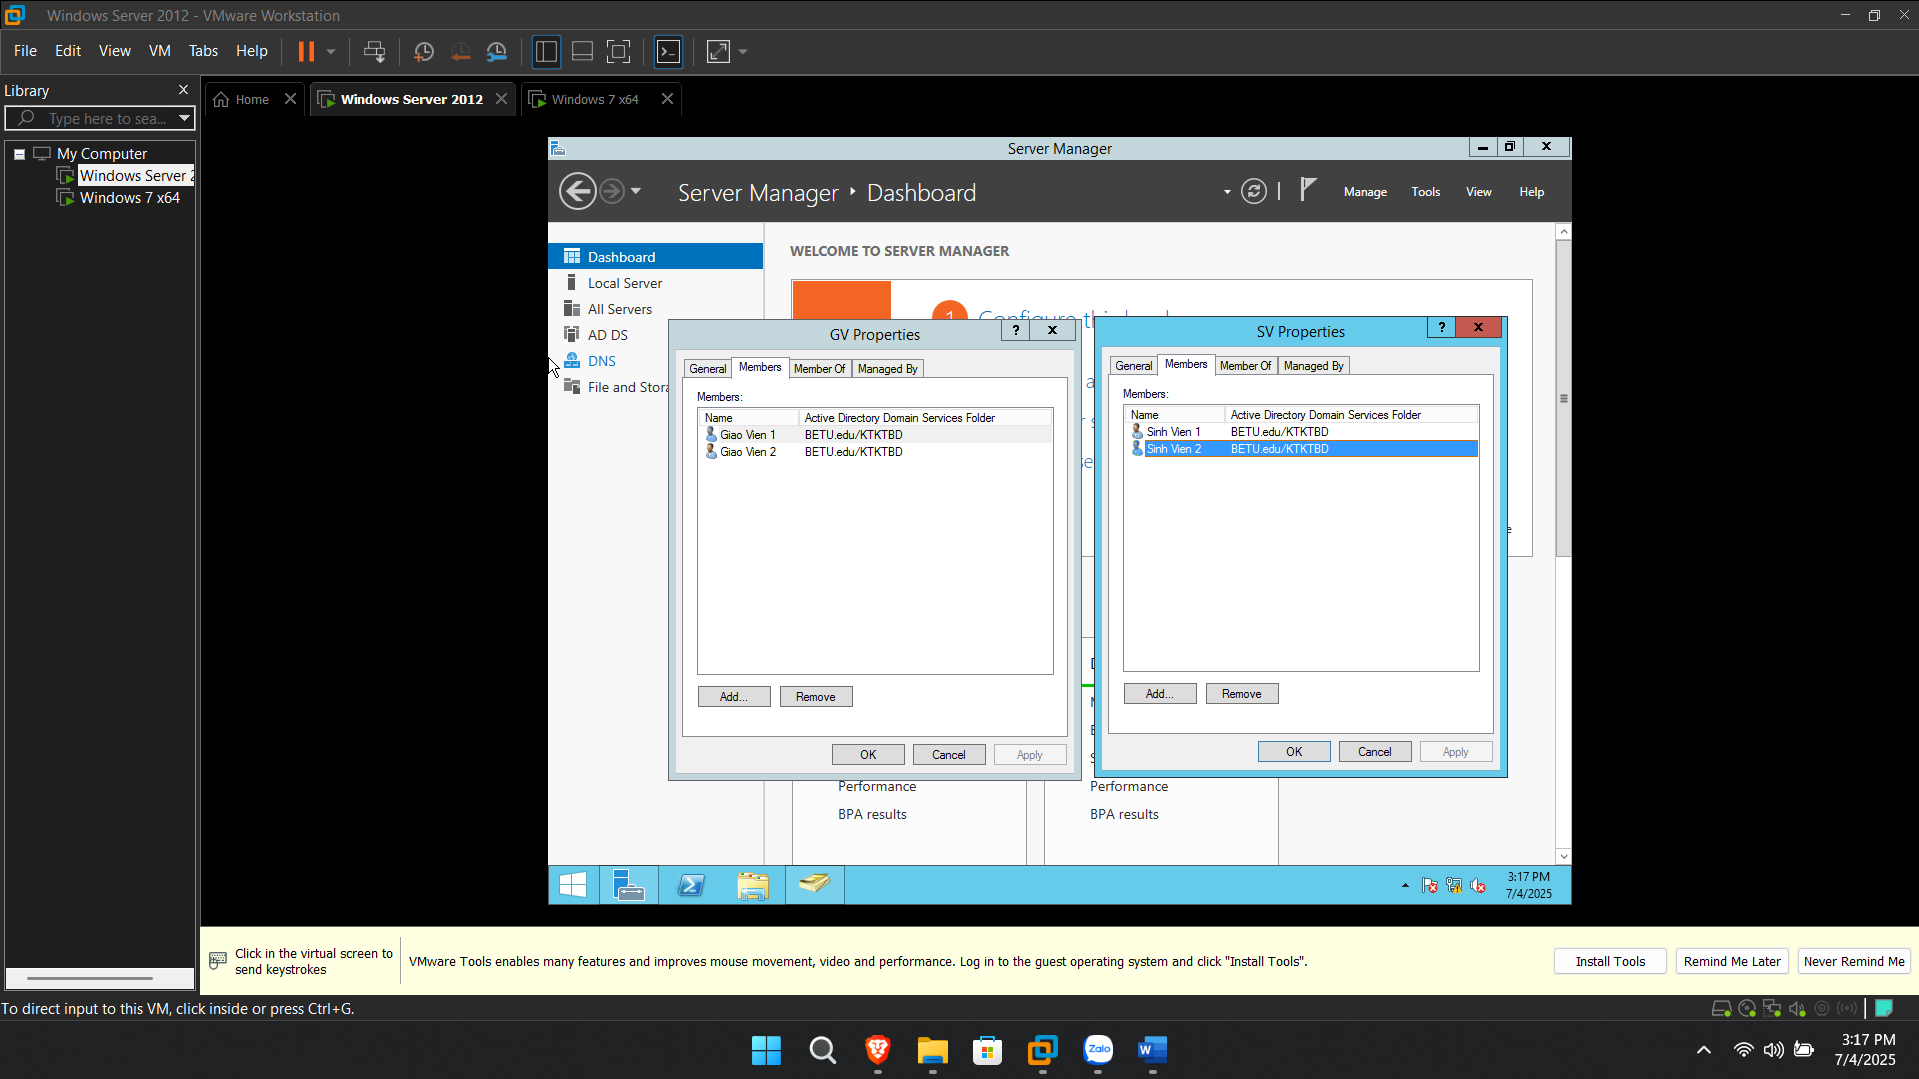 Windows Server 2012 - VMware Workstation
File Edit View VM Tabs Help
Library
Type here to sea...
My Computer
Windows Server 2
Windows 7 x64
Home
Windows Server 2012
Windows 7 x64
Server Manager
Server Manager Dashboard
Manage Tools View Help
Dashboard
Local Server
All Servers
AD DS
DNS
File and Stora
WELCOME TO SERVER MANAGER
1 Configure this
GV Properties
?
General Members Member Of Managed By
Members:
Name Active Directory Domain Services Folder
Giao Vien 1 BETU.edu/KTKTBD
Giao Vien 2 BETU.edu/KTKTBD
Add... Remove
OK Cancel Apply
SV Properties
?
General Members Member Of Managed By
Members:
Name Active Directory Domain Services Folder
Sinh Vien 1 BETU.edu/KTKTBD
Sinh Vien 2 BETU.edu/KTKTBD
Add... Remove
OK Cancel Apply
Performance
BPA results
Performance
BPA results
3:17 PM
7/4/2025
Click in the virtual screen to
send keystrokes
VMware Tools enables many features and improves mouse movement, video and performance. Log in to the guest operating system and click "Install Tools".
Install Tools
Remind Me Later
Never Remind Me
To direct input to this VM, click inside or press Ctrl+G.
Zalo
W
3:17 PM
7/4/2025